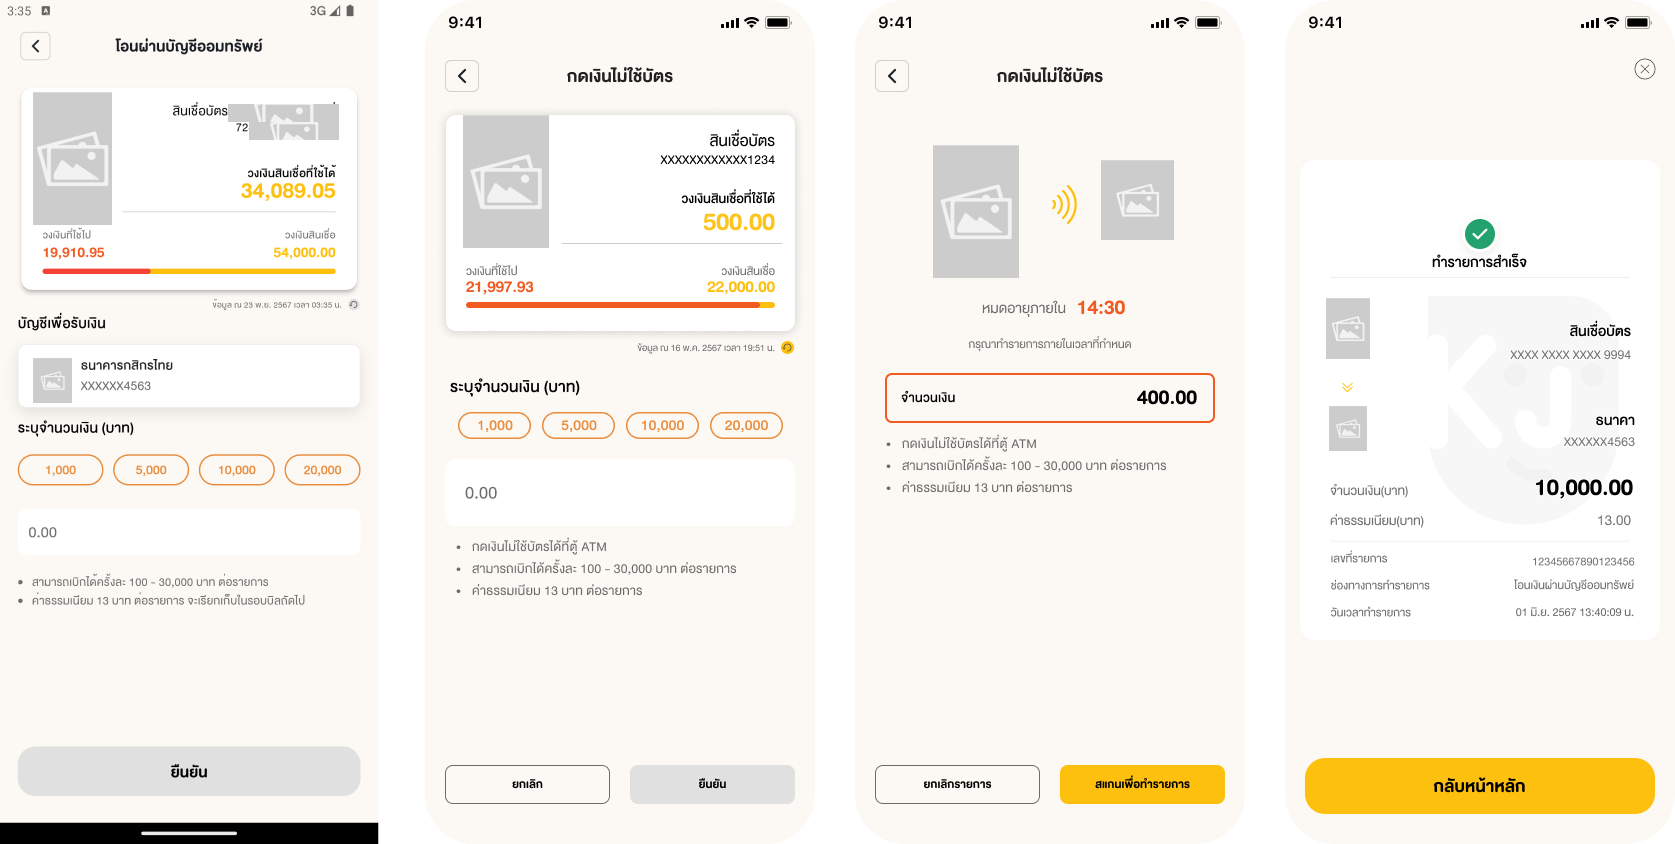 3:35
3G
โอนผ่านบัญชีออมทรัพย์
สินเชื่อบัตร
72
วงเงินสินเชื่อที่ใช้ได้
34,089.05
วงเงินที่ใช้ไป วงเงินสินเชื่อ
19,910.95 54,000.00
ข้อมูล ณ 23 พ.ย. 2567 เวลา 03:35 น.
บัญชีเพื่อรับเงิน
ธนาคารกสิกรไทย
XXXXXX4563
ระบุจำนวนเงิน (บาท)
1,000 5,000 10,000 20,000
0.00
• สามารถเบิกได้ครั้งละ 100 - 30,000 บาท ต่อรายการ
• ค่าธรรมเนียม 13 บาท ต่อรายการ จะเรียกเก็บในรอบบิลถัดไป
ยืนยัน
9:41
กดเงินไม่ใช้บัตร
สินเชื่อบัตร
XXXXXXXXXXXX1234
วงเงินสินเชื่อที่ใช้ได้
500.00
วงเงินที่ใช้ไป วงเงินสินเชื่อ
21,997.93 22,000.00
ข้อมูล ณ 16 พ.ค. 2567 เวลา 19:51 น.
ระบุจำนวนเงิน (บาท)
1,000 5,000 10,000 20,000
0.00
• กดเงินไม่ใช้บัตรได้ที่ตู้ ATM
• สามารถเบิกได้ครั้งละ 100 - 30,000 บาท ต่อรายการ
• ค่าธรรมเนียม 13 บาท ต่อรายการ
ยกเลิก ยืนยัน
9:41
กดเงินไม่ใช้บัตร
หมดอายุภายใน 14:30
กรุณาทำรายการภายในเวลาที่กำหนด
จำนวนเงิน 400.00
• กดเงินไม่ใช้บัตรได้ที่ตู้ ATM
• สามารถเบิกได้ครั้งละ 100 - 30,000 บาท ต่อรายการ
• ค่าธรรมเนียม 13 บาท ต่อรายการ
ยกเลิกรายการ สแกนเพื่อทำรายการ
9:41
ทำรายการสำเร็จ
KJ
สินเชื่อบัตร
XXXX XXXX XXXX 9994
ธนาคา
XXXXXX4563
จำนวนเงิน(บาท) 10,000.00
ค่าธรรมเนียม(บาท) 13.00
เลขที่รายการ 12345667890123456
ช่องทางการทำรายการ โอนเงินผ่านบัญชีออมทรัพย์
วันเวลาทำรายการ 01 มิ.ย. 2567 13:40:09 น.
กลับหน้าหลัก